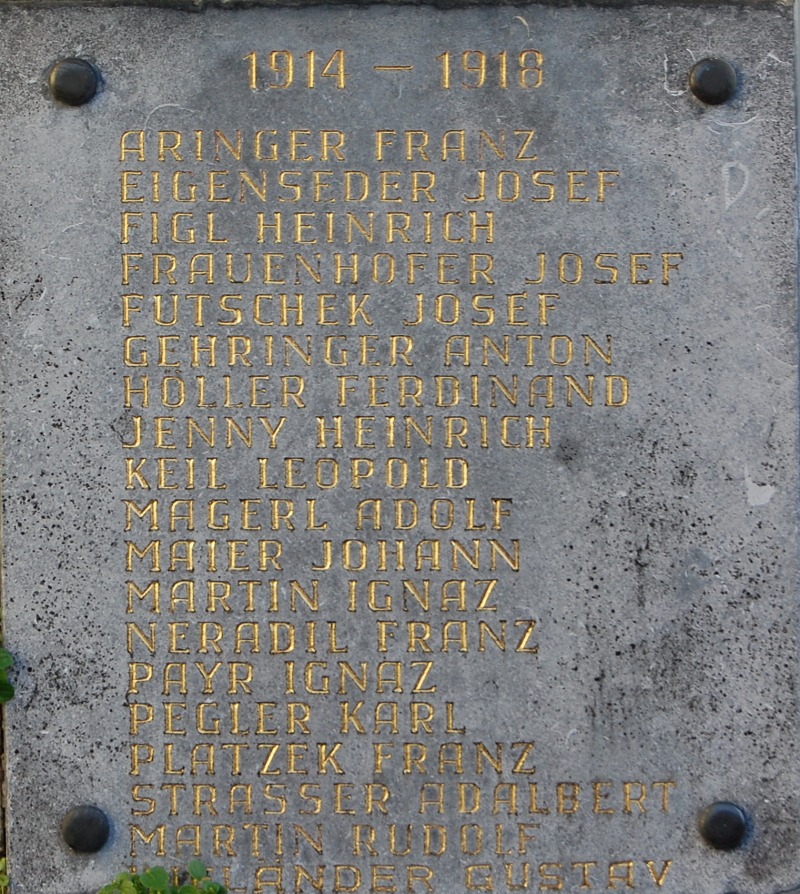 1914 – 1918
ARINGER FRANZ
EIGENSEDER JOSEF
FIGL HEINRICH
FRAUENHOFER JOSEF
FÜTSCHEK JOSEF
GEHRINGER ANTON
HÖLLER FERDINAND
JENNY HEINRICH
KEIL LEOPOLD
MAGERL ADOLF
MAIER JOHANN
MARTIN IGNAZ
NERADIL FRANZ
PAYR IGNAZ
PEGLER KARL
PLATZEK FRANZ
STRASSER ADALBERT
MARTIN RUDOLF
GUSTAV